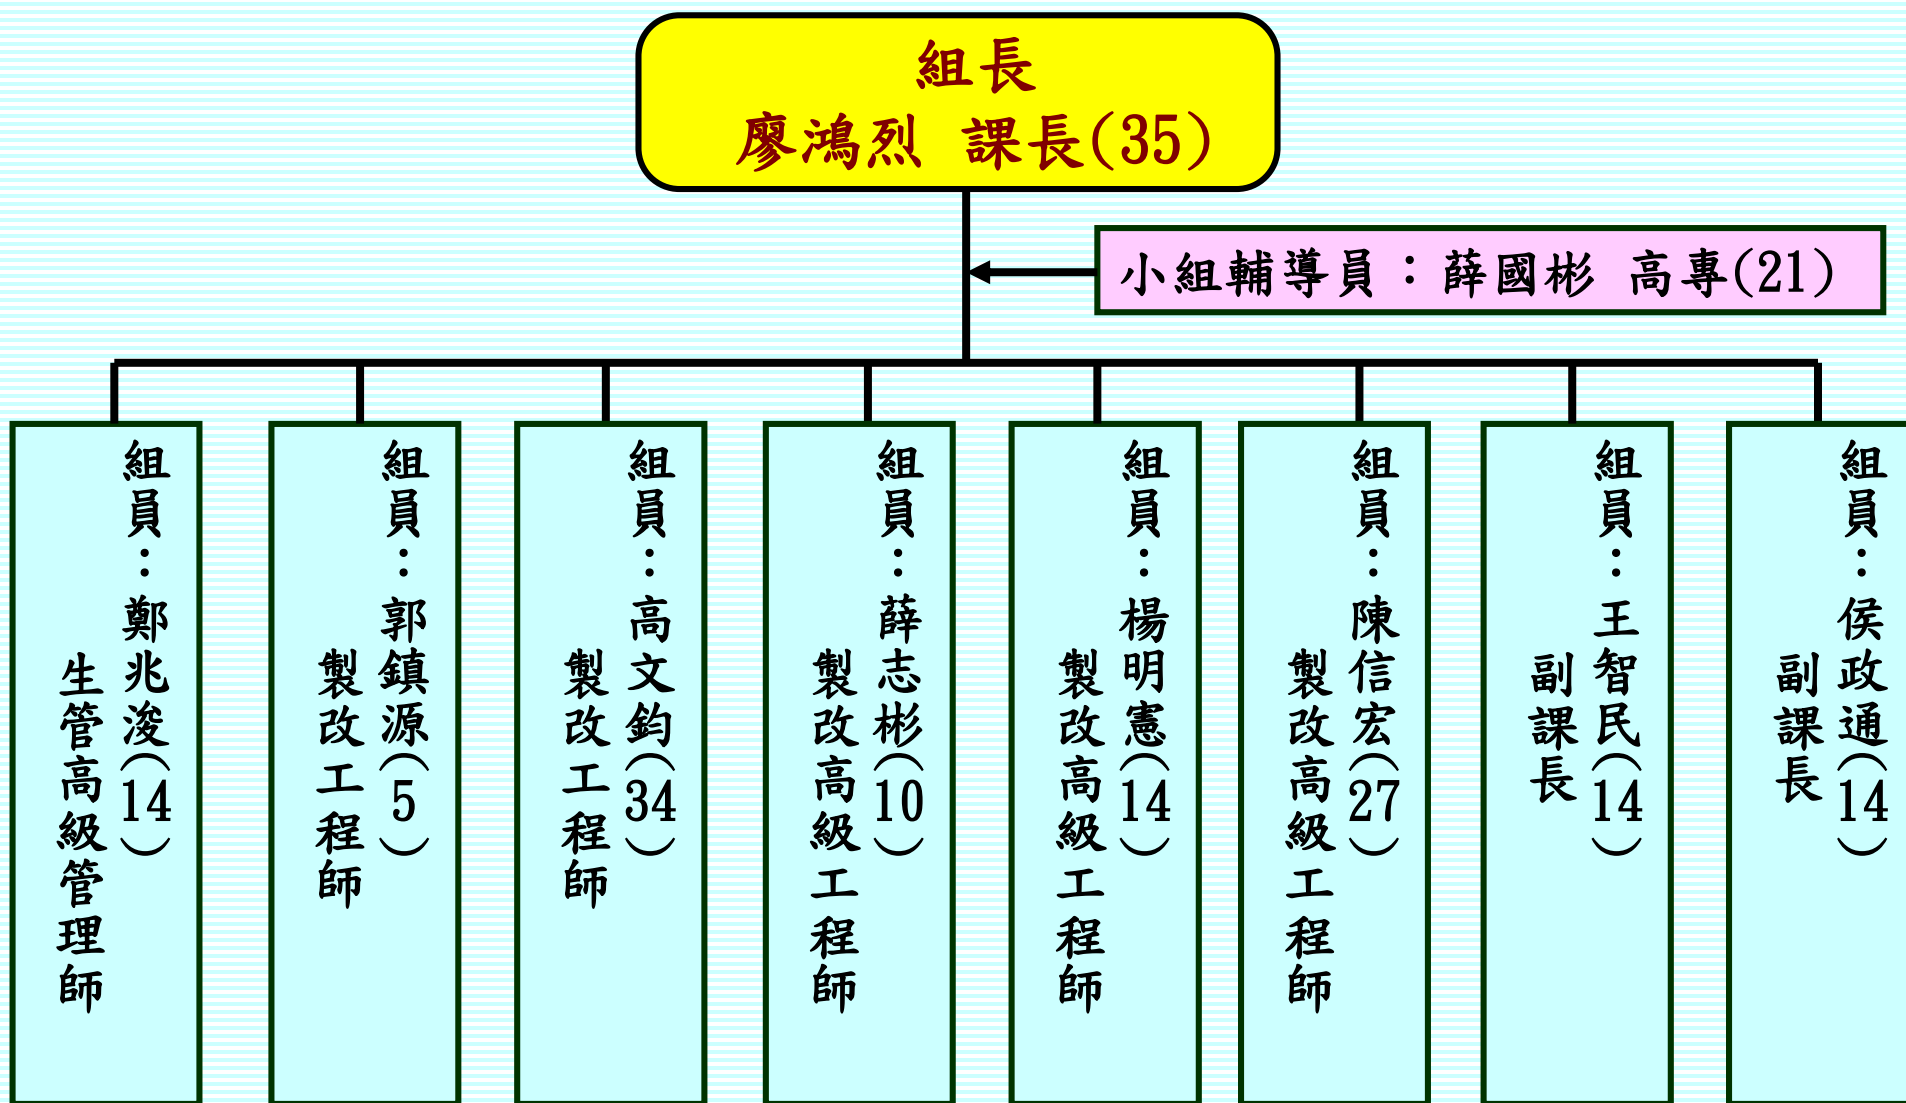 組長
廖鴻烈 課長(35)
小組輔導員：薛國彬 高專(21)
組員：鄭兆浚(14)
生管高級管理師
組員：郭鎮源(5)
製改工程師
組員：高文鈞(34)
製改工程師
組員：薛志彬(10)
製改高級工程師
組員：楊明憲(14)
製改高級工程師
組員：陳信宏(27)
製改高級工程師
組員：王智民(14)
副課長
組員：侯政通(14)
副課長